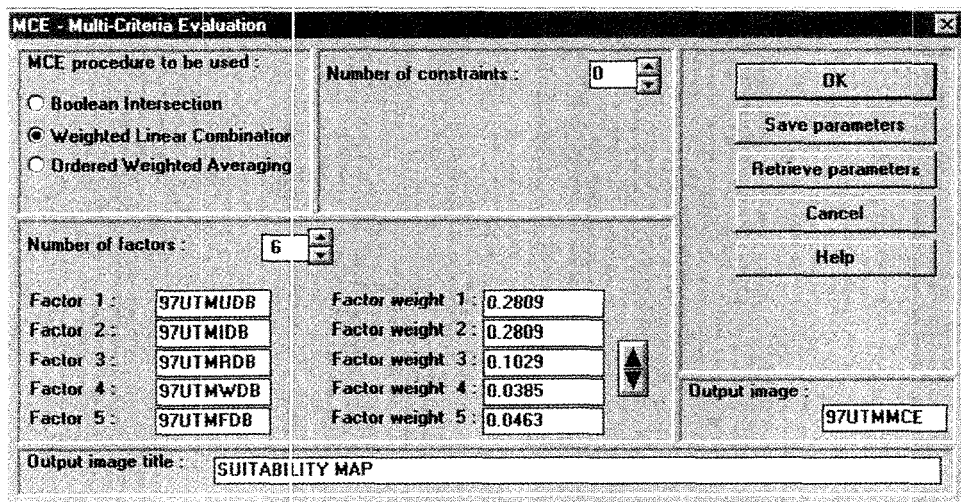 MCE - Multi-Criteria Evaluation
MCE procedure to be used :
Boolean Intersection
Weighted Linear Combination
Ordered Weighted Averaging
Number of constraints : 0
OK
Save parameters
Retrieve parameters
Cancel
Help
Number of factors : 6
Factor 1 : 97UTMUDB Factor weight 1 : 0.2809
Factor 2 : 97UTMIDB Factor weight 2 : 0.2809
Factor 3 : 97UTMRDB Factor weight 3 : 0.1029
Factor 4 : 97UTMWDB Factor weight 4 : 0.0385
Factor 5 : 97UTMFDB Factor weight 5 : 0.0463
Output image :
97UTMMCE
Output image title : SUITABILITY MAP